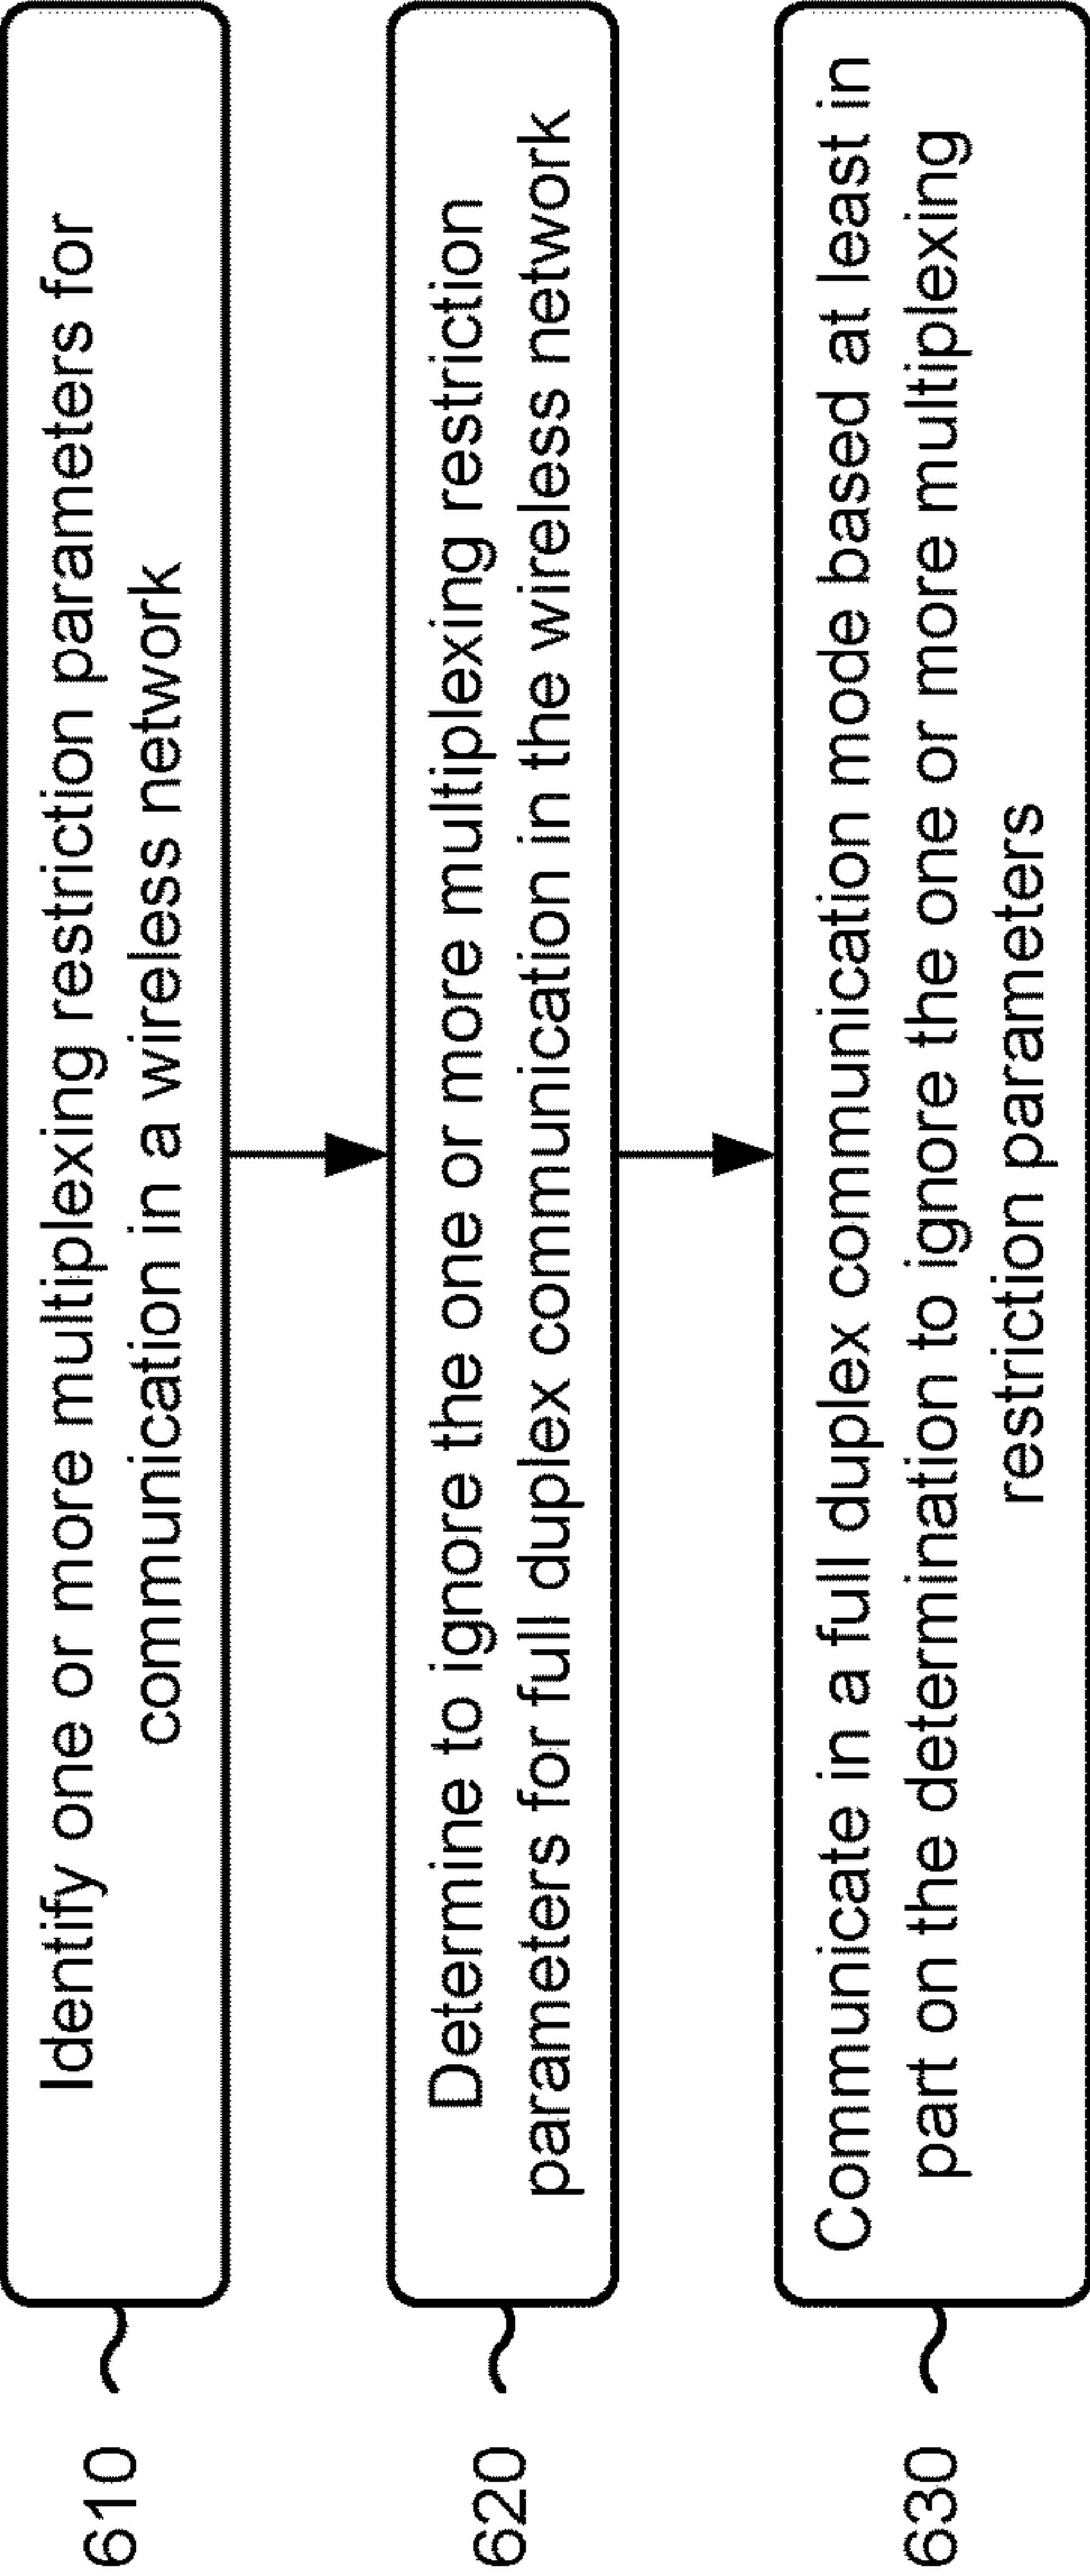 610
Identify one or more multiplexing restriction parameters for
communication in a wireless network
620
Determine to ignore the one or more multiplexing restriction
parameters for full duplex communication in the wireless network
630
Communicate in a full duplex communication mode based at least in
part on the determination to ignore the one or more multiplexing
restriction parameters